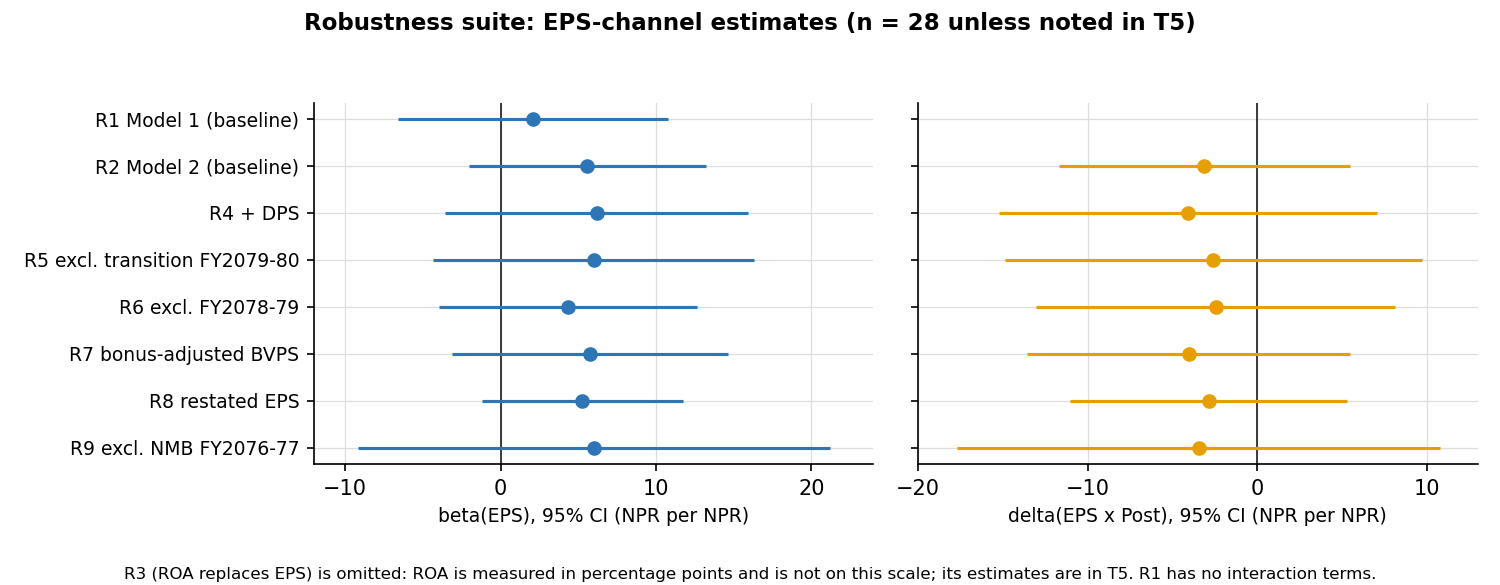 Robustness suite: EPS-channel estimates (n = 28 unless noted in T5)
R1 Model 1 (baseline)
R2 Model 2 (baseline)
R4 + DPS
R5 excl. transition FY2079-80
R6 excl. FY2078-79
R7 bonus-adjusted BVPS
R8 restated EPS
R9 excl. NMB FY2076-77
−10 0 10 20
beta(EPS), 95% CI (NPR per NPR)
−20 −10 0 10
delta(EPS x Post), 95% CI (NPR per NPR)
R3 (ROA replaces EPS) is omitted: ROA is measured in percentage points and is not on this scale; its estimates are in T5. R1 has no interaction terms.